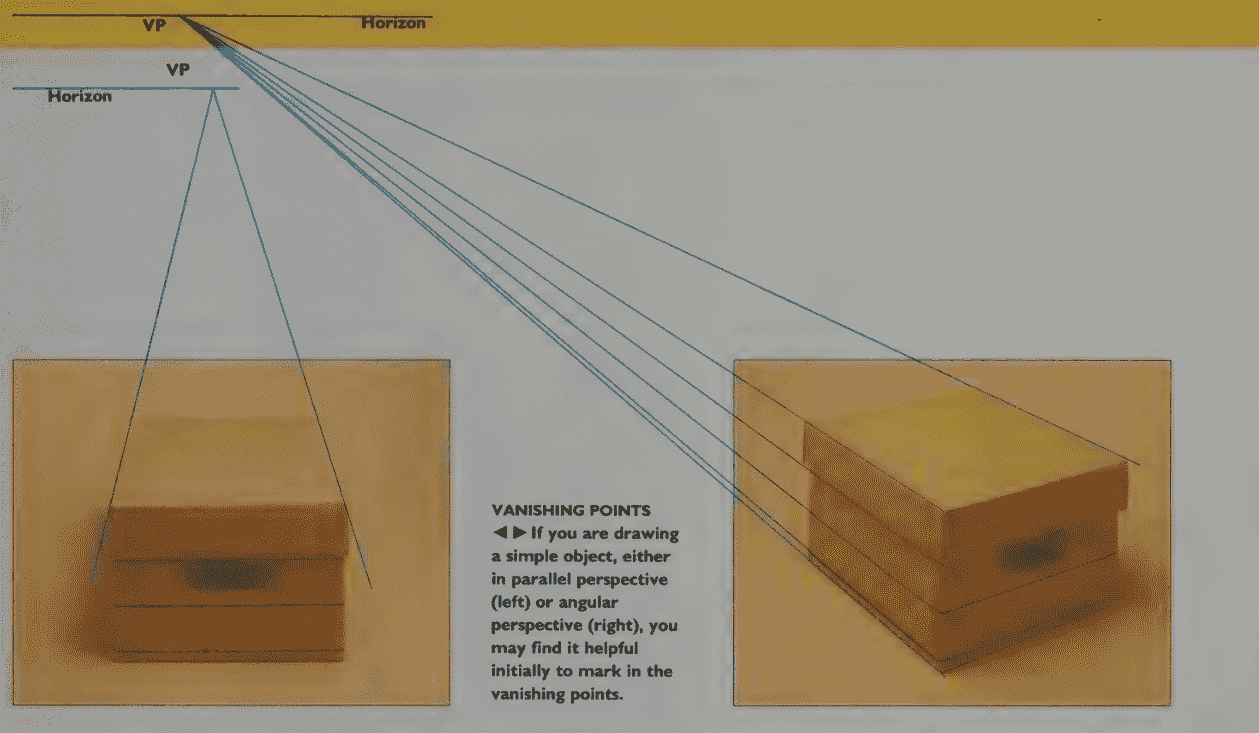 VP
Horizon
VP
Horizon
VANISHING POINTS
◀ ▶ If you are drawing
a simple object, either
in parallel perspective
(left) or angular
perspective (right), you
may find it helpful
initially to mark in the
vanishing points.